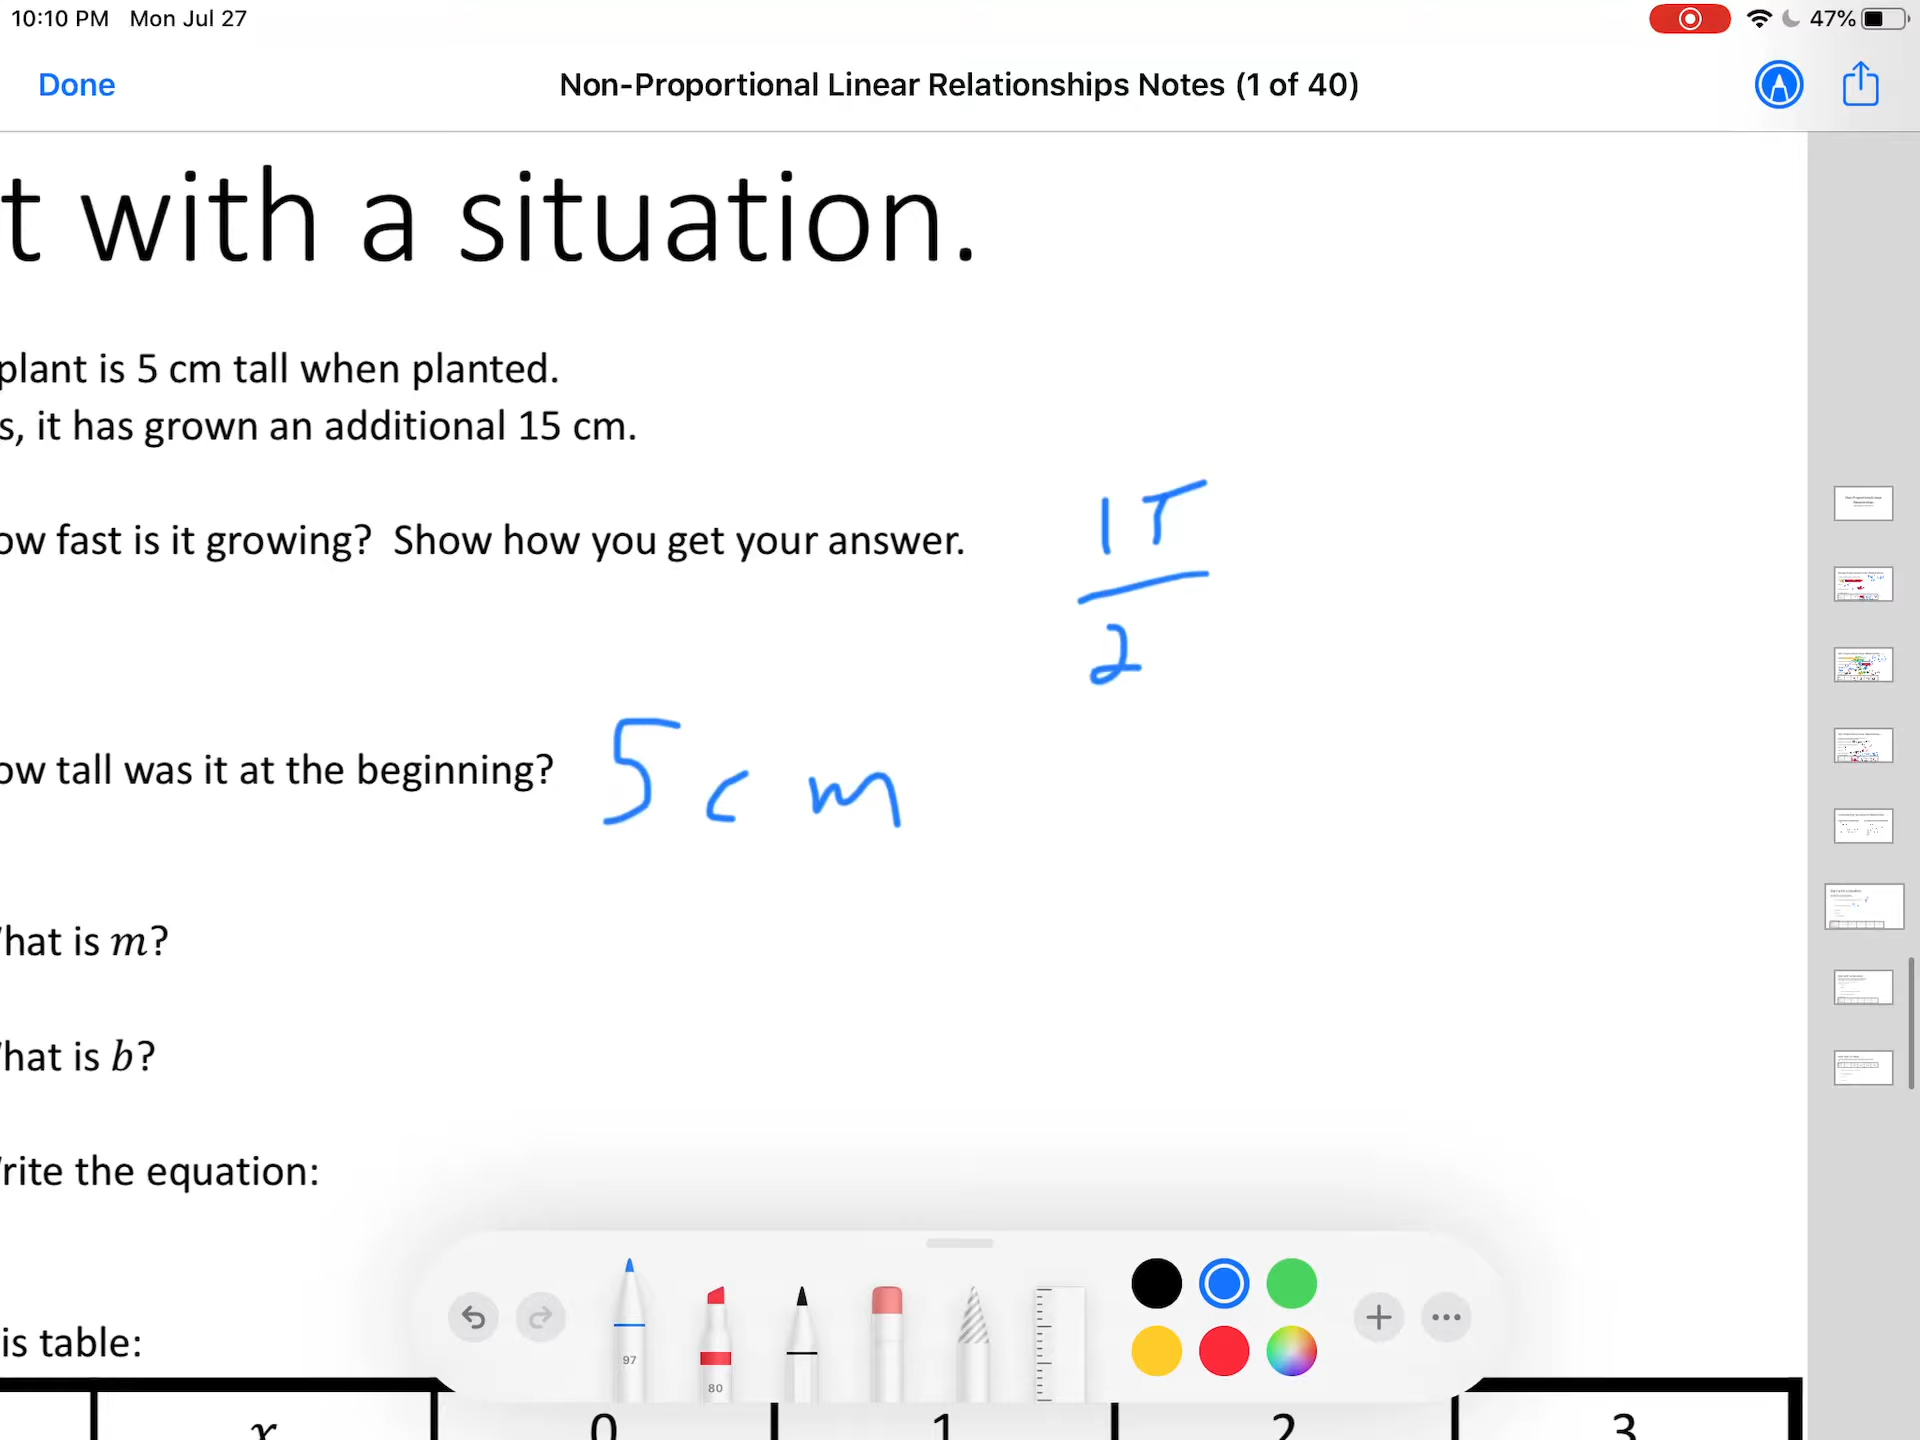 10:10 PM Mon Jul 27 47%
Done Non-Proportional Linear Relationships Notes (1 of 40)
t with a situation.
plant is 5 cm tall when planted.
s, it has grown an additional 15 cm.
ow fast is it growing? Show how you get your answer.
15
2
ow tall was it at the beginning? 5 cm
hat is m?
hat is b?
rite the equation:
97
80
is table:
x 0 1 2 3